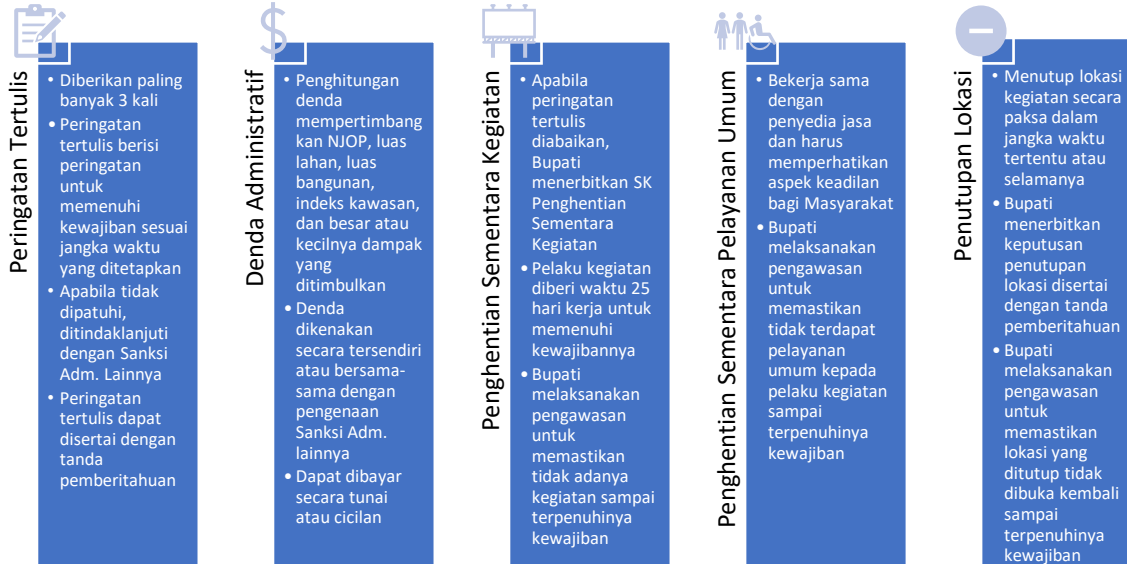 Peringatan Tertulis
• Diberikan paling
banyak 3 kali
• Peringatan
tertulis berisi
peringatan
untuk
memenuhi
kewajiban sesuai
jangka waktu
yang ditetapkan
• Apabila tidak
dipatuhi,
ditindaklanjuti
dengan Sanksi
Adm. Lainnya
• Peringatan
tertulis dapat
disertai dengan
tanda
pemberitahuan
Denda Administratif
• Penghitungan
denda
mempertimbang
kan NJOP, luas
lahan, luas
bangunan,
indeks kawasan,
dan besar atau
kecilnya dampak
yang
ditimbulkan
• Denda
dikenakan
secara tersendiri
atau bersama-
sama dengan
pengenaan
Sanksi Adm.
lainnya
• Dapat dibayar
secara tunai
atau cicilan
Penghentian Sementara Kegiatan
• Apabila
peringatan
tertulis
diabaikan,
Bupati
menerbitkan SK
Penghentian
Sementara
Kegiatan
• Pelaku kegiatan
diberi waktu 25
hari kerja untuk
memenuhi
kewajibannya
• Bupati
melaksanakan
pengawasan
untuk
memastikan
tidak adanya
kegiatan sampai
terpenuhinya
kewajiban
Penghentian Sementara Pelayanan Umum
• Bekerja sama
dengan
penyedia jasa
dan harus
memperhatikan
aspek keadilan
bagi Masyarakat
• Bupati
melaksanakan
pengawasan
untuk
memastikan
tidak terdapat
pelayanan
umum kepada
pelaku kegiatan
sampai
terpenuhinya
kewajiban
Penutupan Lokasi
• Menutup lokasi
kegiatan secara
paksa dalam
jangka waktu
tertentu atau
selamanya
• Bupati
menerbitkan
keputusan
penutupan
lokasi disertai
dengan tanda
pemberitahuan
• Bupati
melaksanakan
pengawasan
untuk
memastikan
lokasi yang
ditutup tidak
dibuka kembali
sampai
terpenuhinya
kewajiban